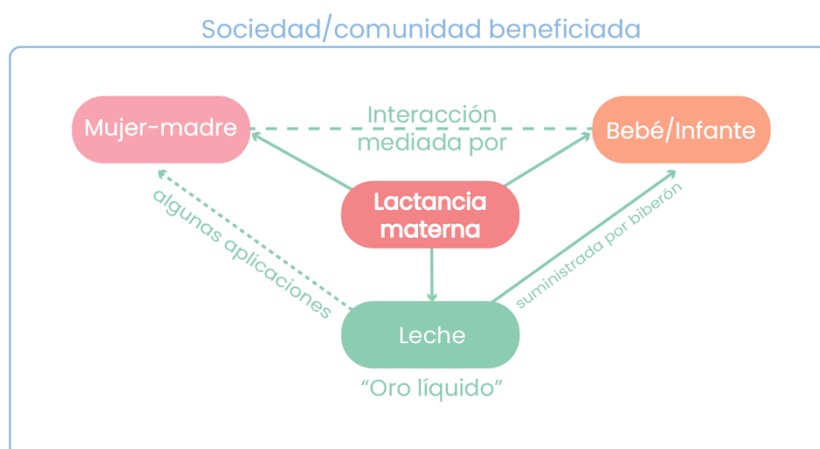 Sociedad/comunidad beneficiada
Mujer-madre
Interacción
mediada por
Bebé/Infante
Lactancia
materna
algunas aplicaciones
suministrada por biberón
Leche
“Oro líquido”